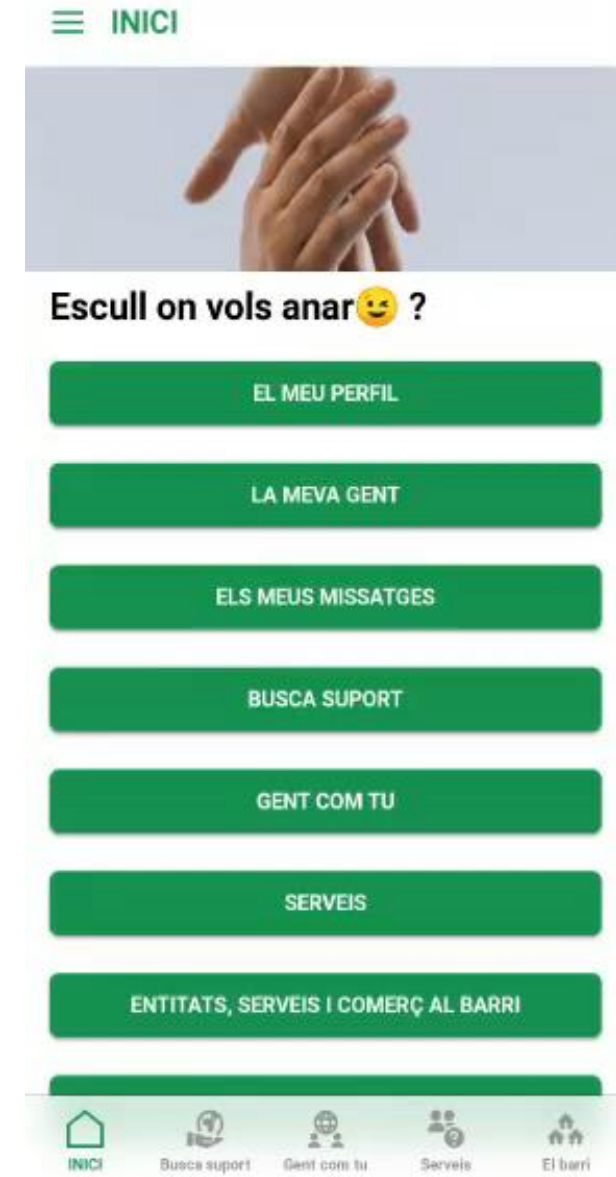 INICI
Escull on vols anar😉 ?
EL MEU PERFIL
LA MEVA GENT
ELS MEUS MISSATGES
BUSCA SUPORT
GENT COM TU
SERVEIS
ENTITATS, SERVEIS I COMERÇ AL BARRI
INICI
Busca suport
Gent com tu
Serveis
El barri